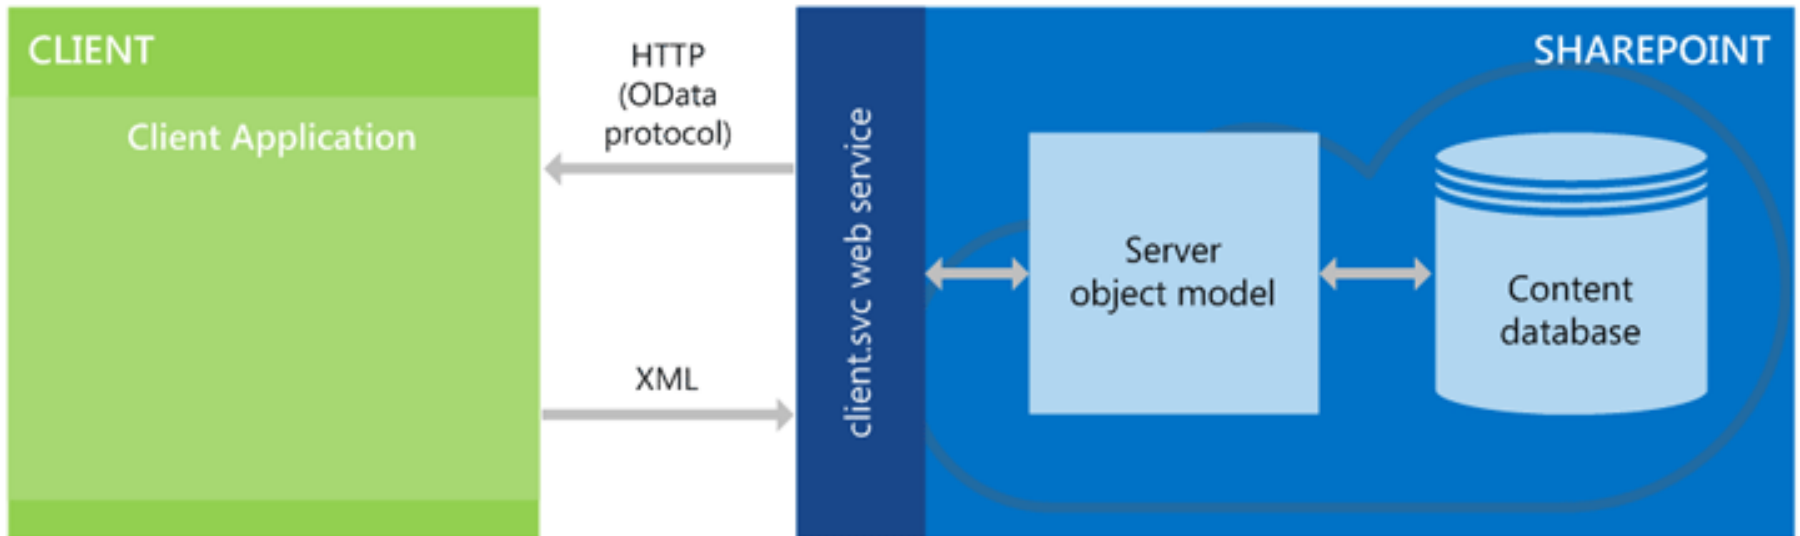 CLIENT
Client Application
HTTP
(OData
protocol)
XML
client.svc web service
SHAREPOINT
Server
object model
Content
database